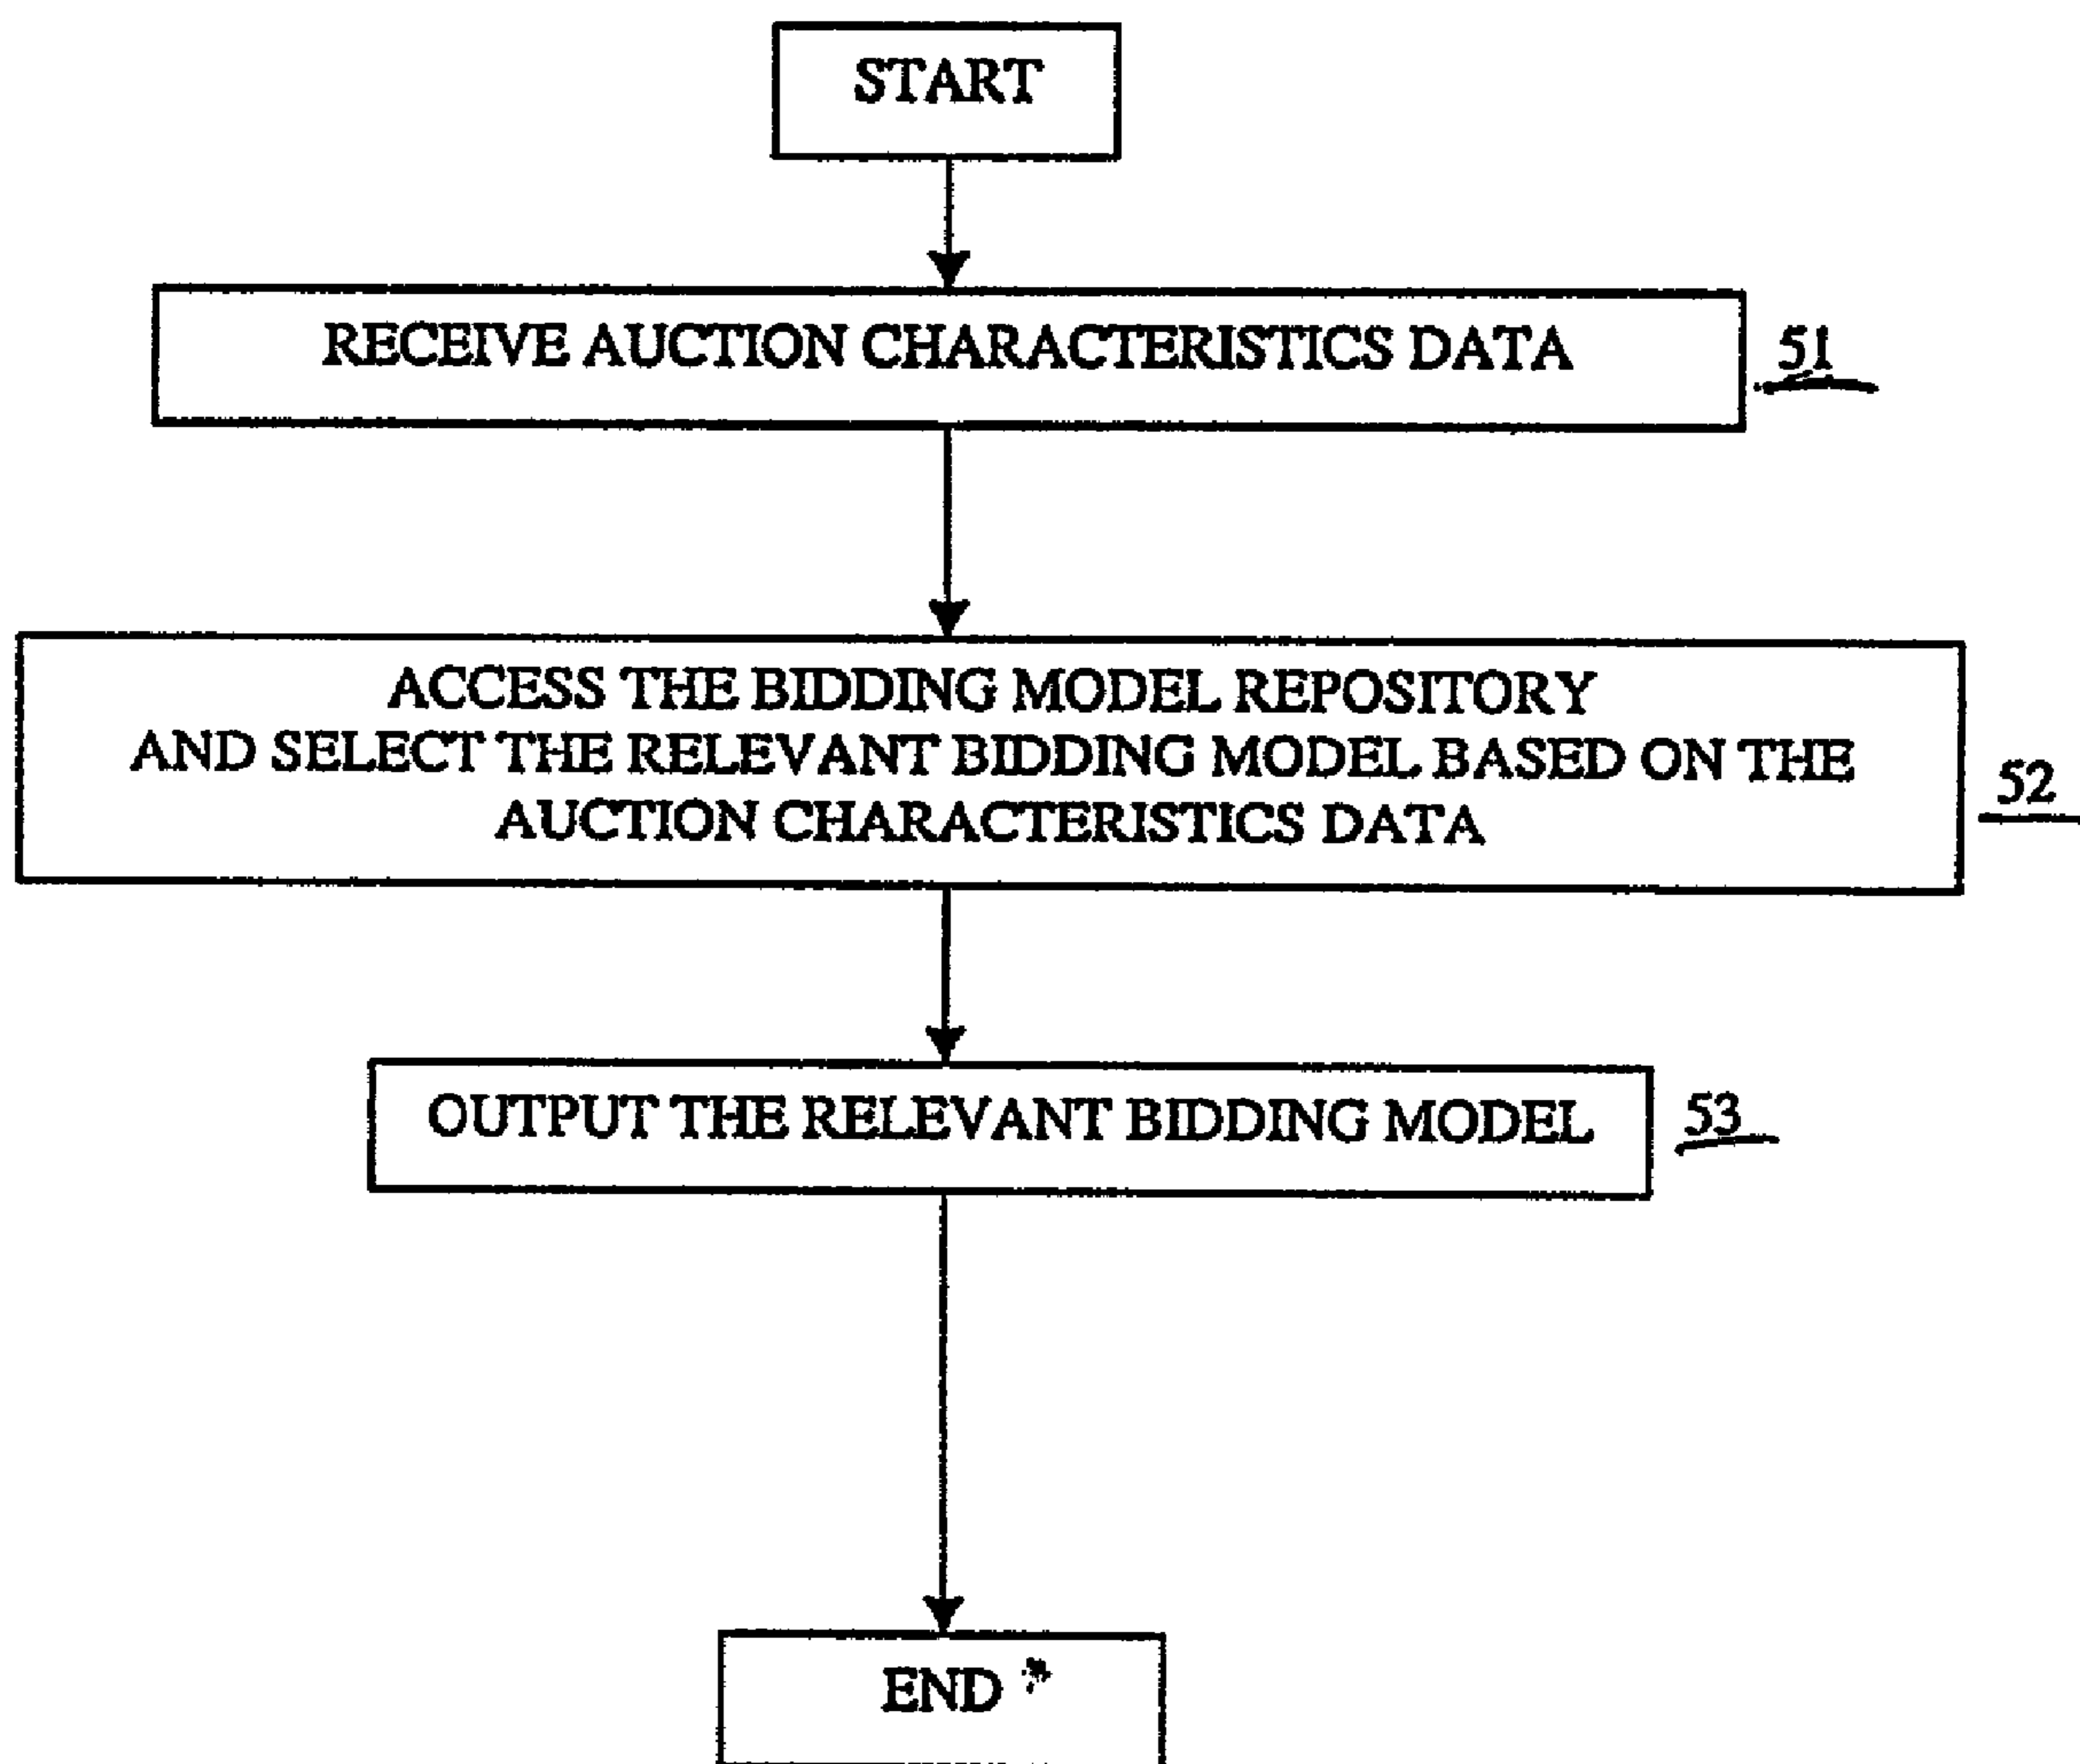 START
RECEIVE AUCTION CHARACTERISTICS DATA
51
ACCESS THE BIDDING MODEL REPOSITORY
AND SELECT THE RELEVANT BIDDING MODEL BASED ON THE
AUCTION CHARACTERISTICS DATA
52
OUTPUT THE RELEVANT BIDDING MODEL
53
END